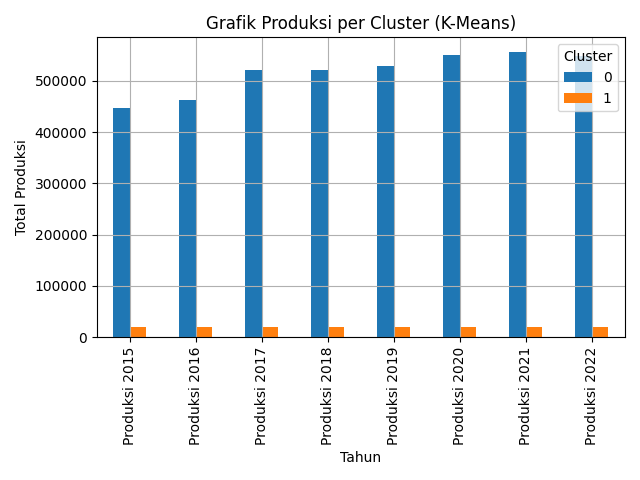 Grafik Produksi per Cluster (K-Means)
Cluster
0
1
Total Produksi
500000
400000
300000
200000
100000
0
Produksi 2015
Produksi 2016
Produksi 2017
Produksi 2018
Produksi 2019
Produksi 2020
Produksi 2021
Produksi 2022
Tahun